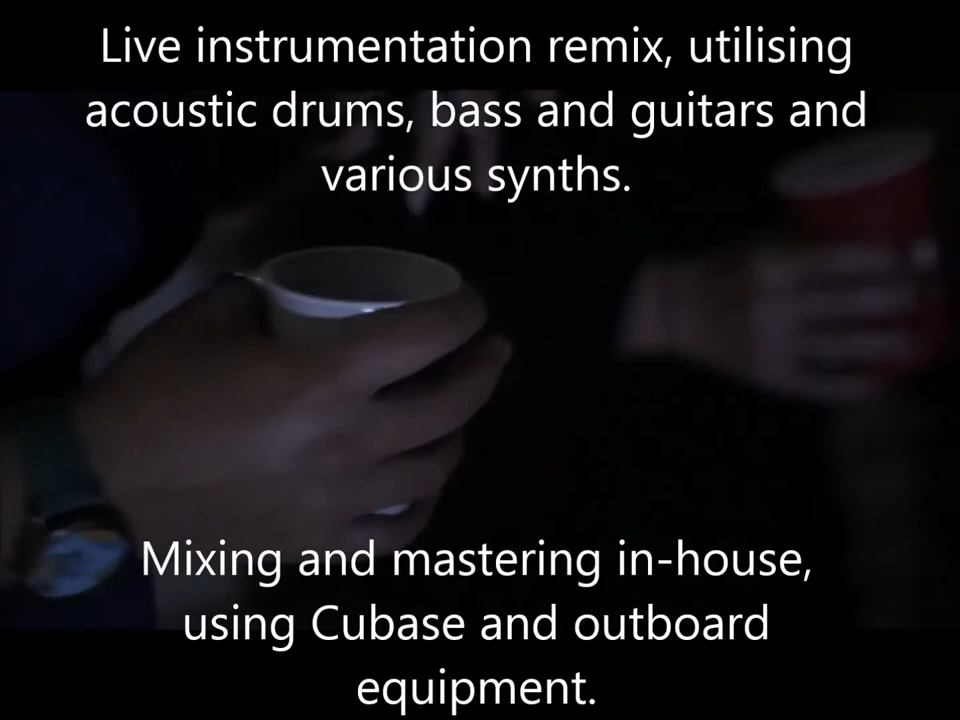 Live instrumentation remix, utilising
acoustic drums, bass and guitars and
various synths.
Mixing and mastering in-house,
using Cubase and outboard
equipment.